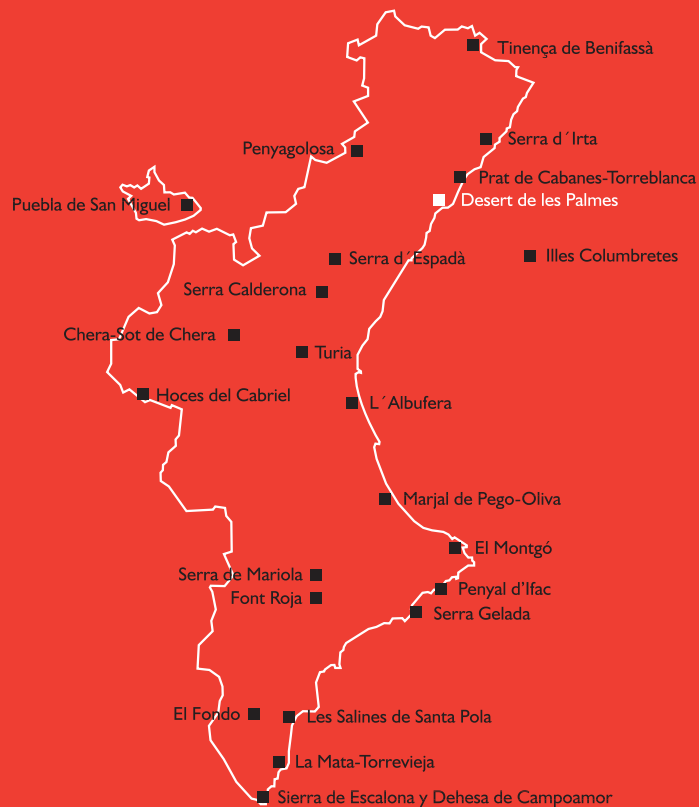 Tinença de Benifassà
Serra d´Irta
Penyagolosa
Prat de Cabanes-Torreblanca
Desert de les Palmes
Puebla de San Miguel
Serra d´Espadà
Illes Columbretes
Serra Calderona
Chera-Sot de Chera
Turia
Hoces del Cabriel
L´Albufera
Marjal de Pego-Oliva
El Montgó
Serra de Mariola
Penyal d'Ifac
Font Roja
Serra Gelada
El Fondo
Les Salines de Santa Pola
La Mata-Torrevieja
Sierra de Escalona y Dehesa de Campoamor